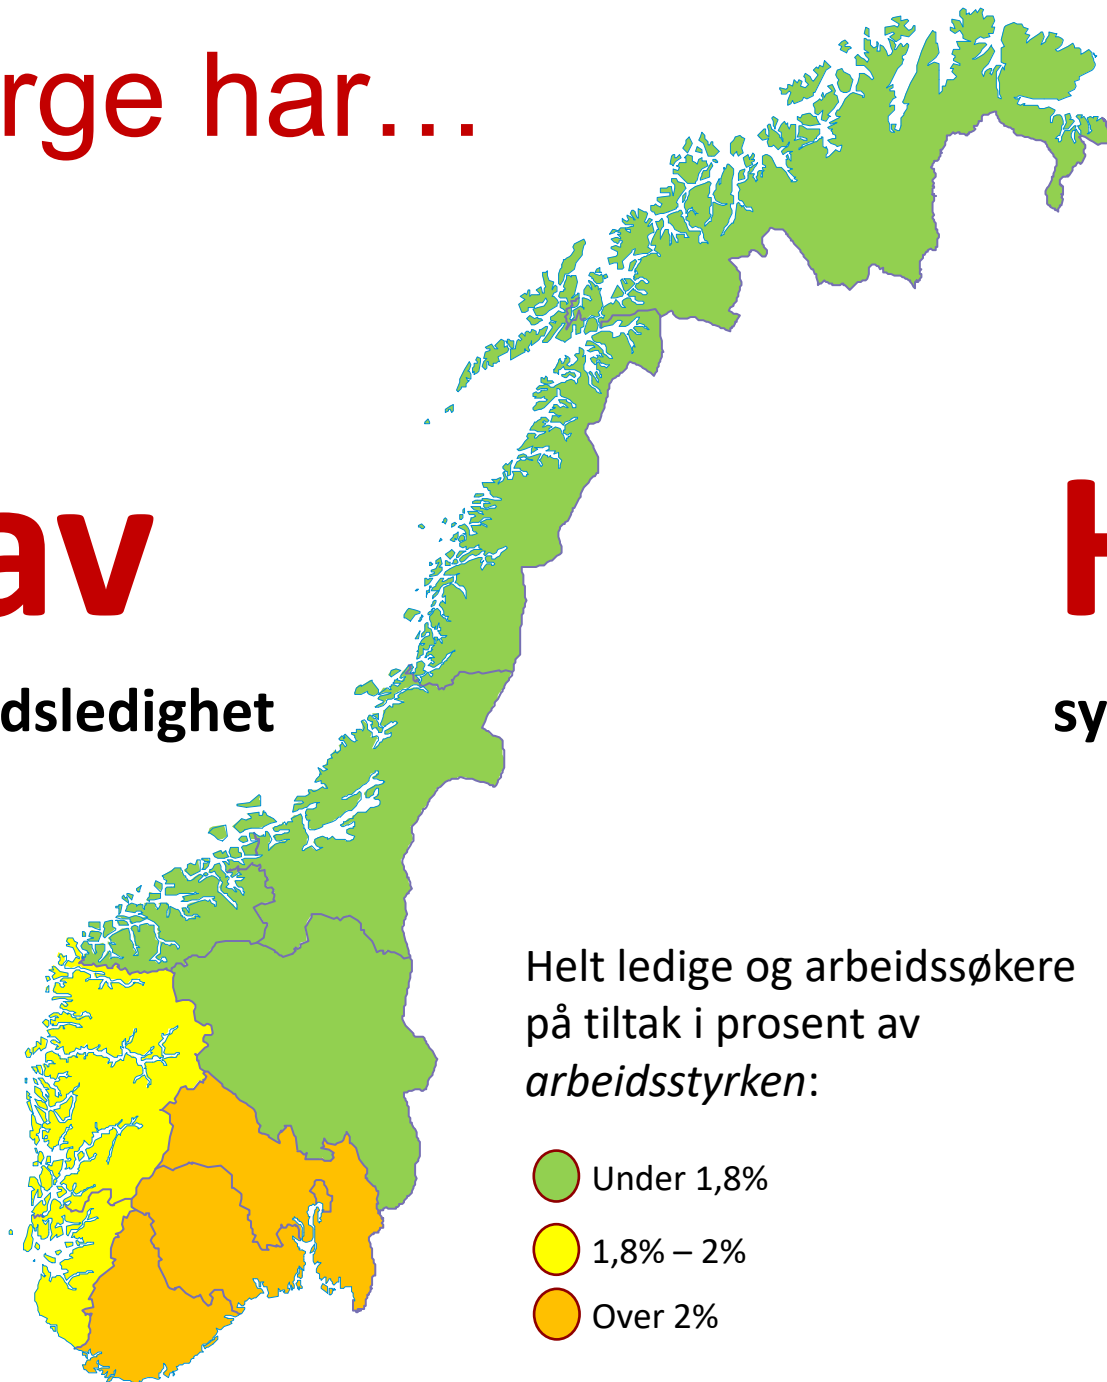 rge har…
av
dsledighet
sy
Helt ledige og arbeidssøkere
på tiltak i prosent av
arbeidsstyrken:
Under 1,8%
1,8% – 2%
Over 2%